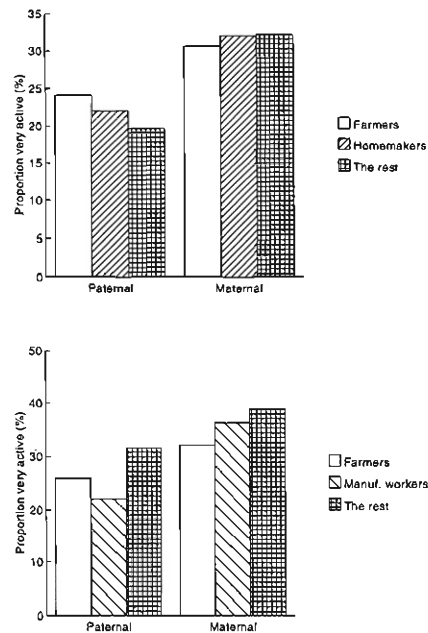 35
30
25
20
15
10
5
0
Proportion very active (%)
Paternal
Maternal
Farmers
Homemakers
The rest
50
40
30
20
10
0
Proportion very active (%)
Paternal
Maternal
Farmers
Manuf. workers
The rest